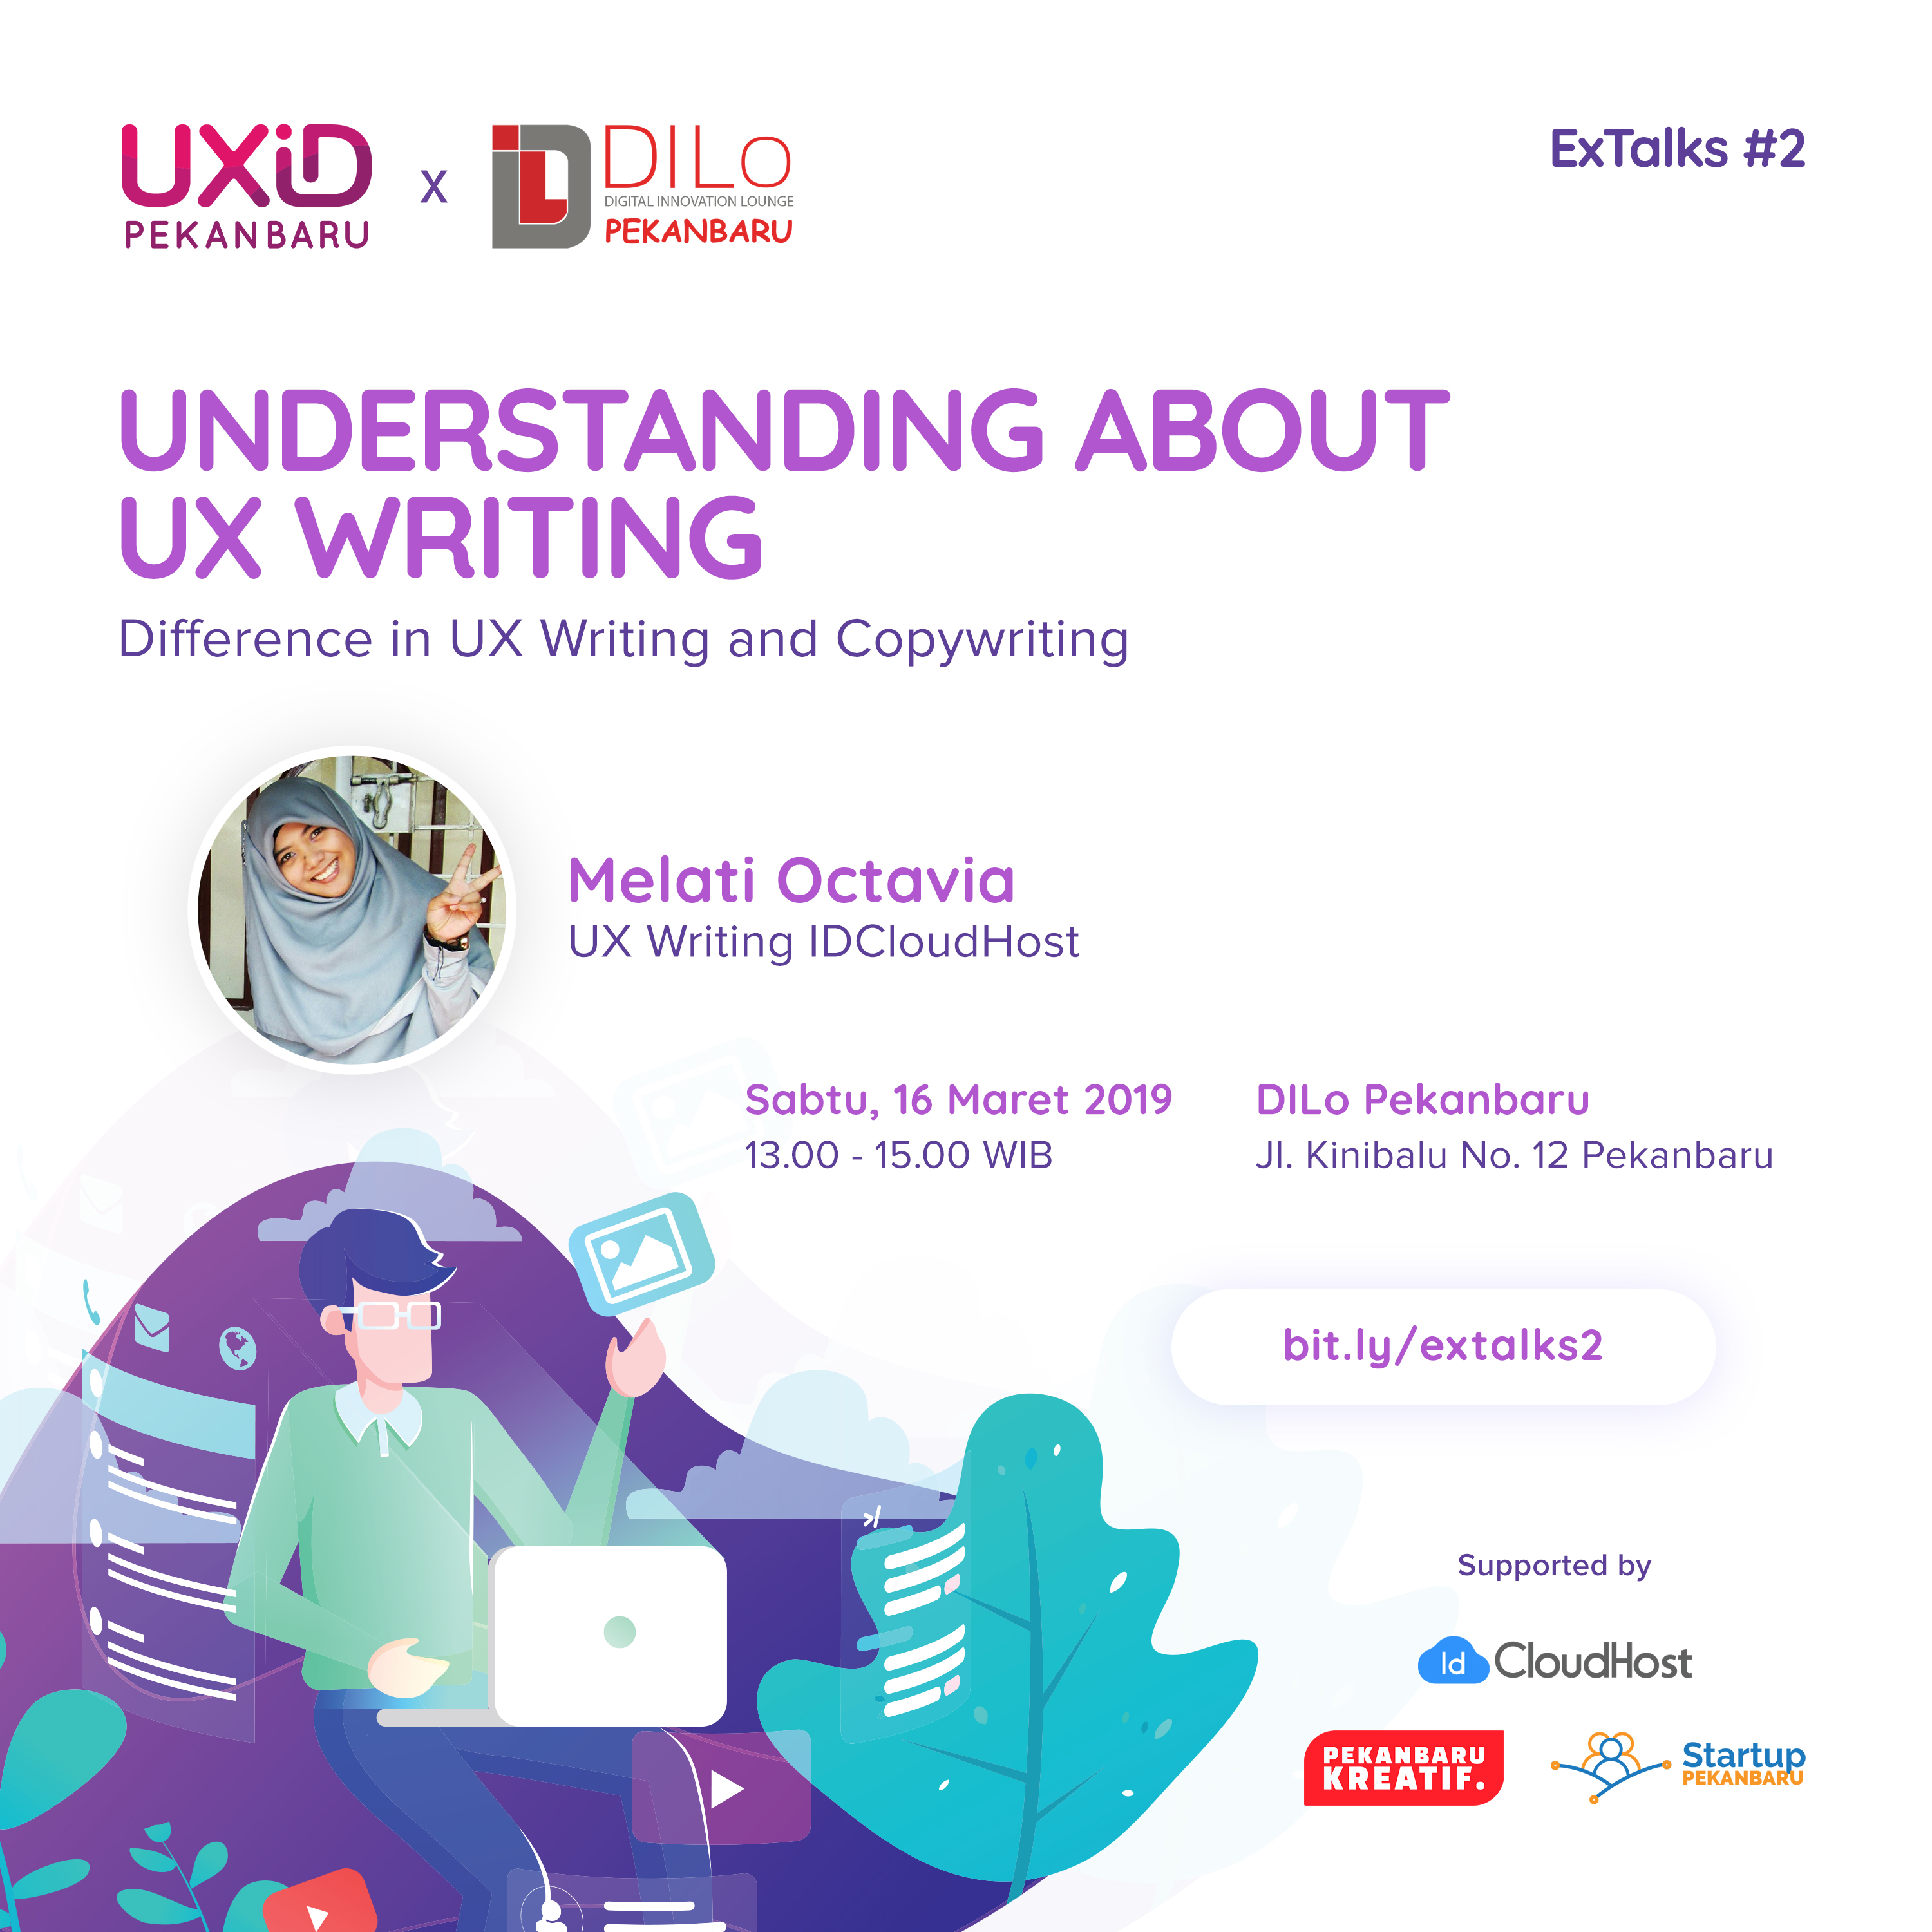 UXiD
PEKANBARU
x
DILo
DIGITAL INNOVATION LOUNGE
PEKANBARU
ExTalks #2
UNDERSTANDING ABOUT
UX WRITING
Difference in UX Writing and Copywriting
Melati Octavia
UX Writing IDCloudHost
Sabtu, 16 Maret 2019
13.00 - 15.00 WIB
DILo Pekanbaru
Jl. Kinibalu No. 12 Pekanbaru
bit.ly/extalks2
Supported by
Id CloudHost
PEKANBARU
KREATIF.
Startup
PEKANBARU